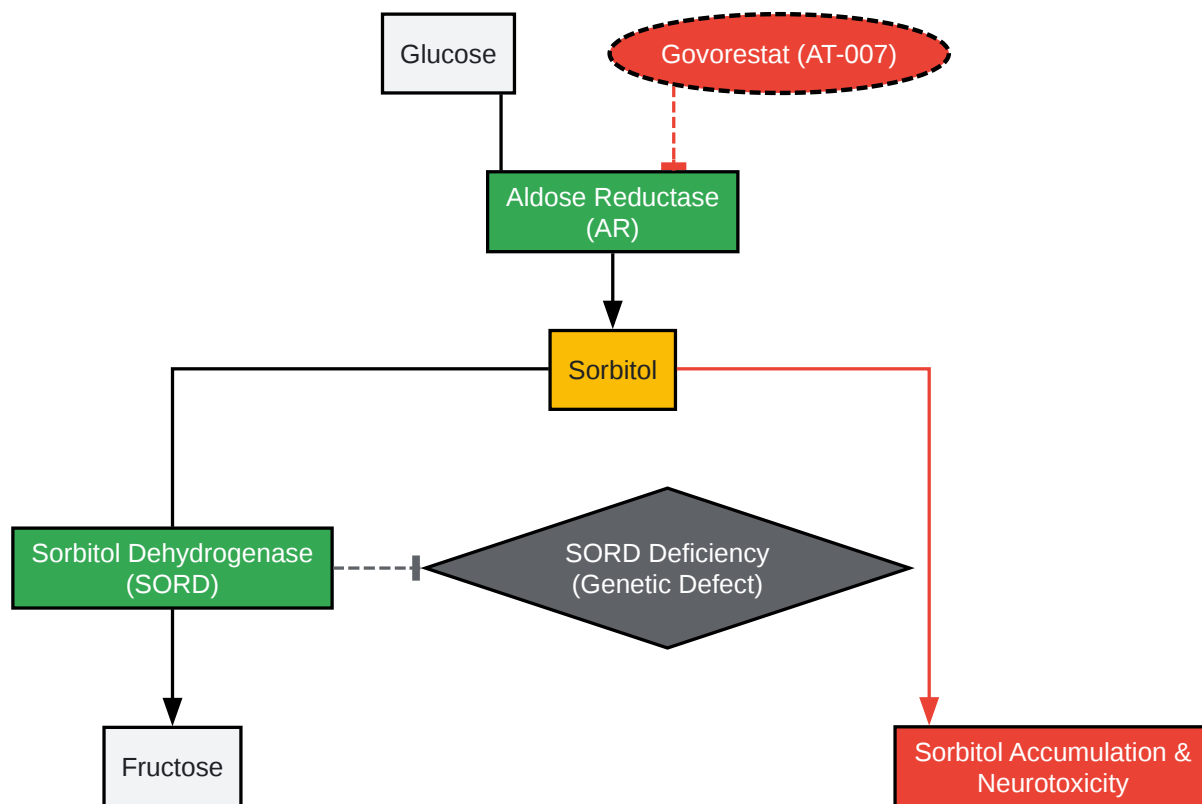 Glucose
Govorestat (AT-007)
Aldose Reductase
(AR)
Sorbitol
Sorbitol Dehydrogenase
(SORD)
SORD Deficiency
(Genetic Defect)
Fructose
Sorbitol Accumulation &
Neurotoxicity